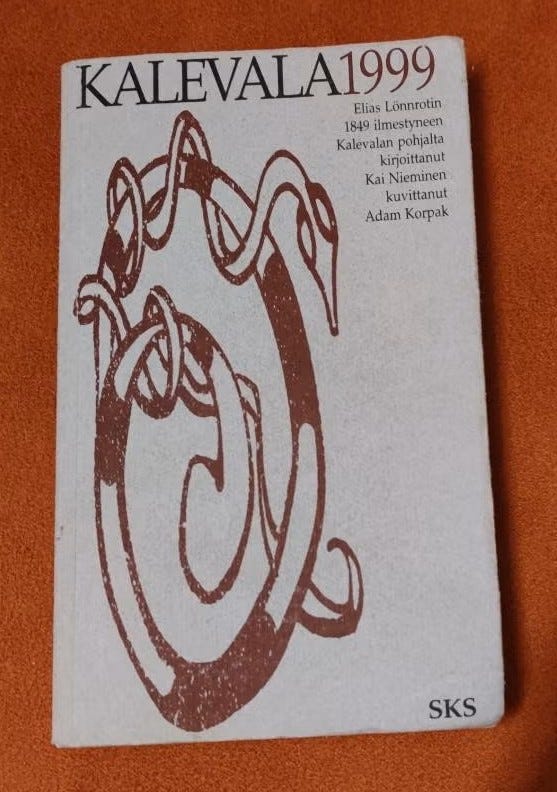 KALEVALA1999
Elias Lönnrotin
1849 ilmestyneen
Kalevalan pohjalta
kirjoittanut
Kai Nieminen
kuvittanut
Adam Korpak
SKS